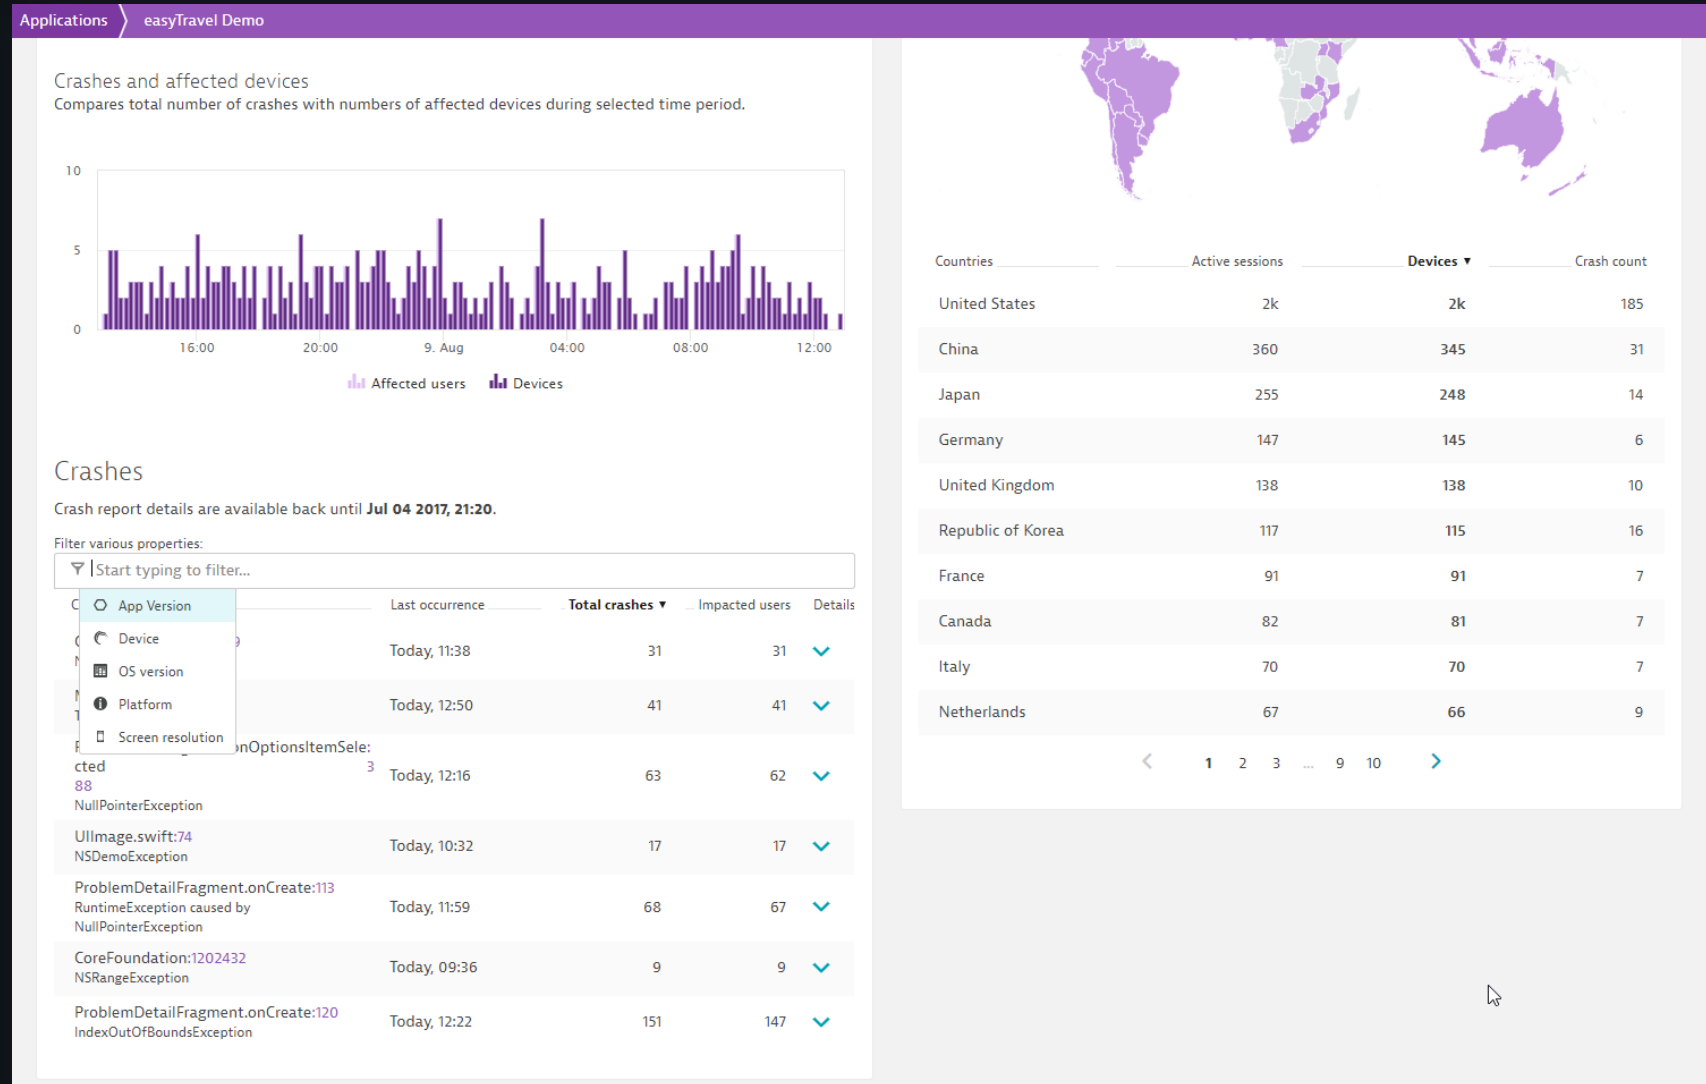 Applications
easyTravel Demo
Crashes and affected devices
Compares total number of crashes with numbers of affected devices during selected time period.
10
5
0
16:00 20:00 9. Aug 04:00 08:00 12:00
Affected users Devices
Crashes
Crash report details are available back until Jul 04 2017, 21:20.
Filter various properties:
Start typing to filter...
App Version
Device
OS version
Platform
Screen resolution
Last occurrence Total crashes ▼ Impacted users Details
9
Today, 11:38 31 31
Today, 12:50 41 41
onOptionsItemSele:
cted 3
88
NullPointerException
Today, 12:16 63 62
UIImage.swift:74
NSDemoException
Today, 10:32 17 17
ProblemDetailFragment.onCreate:113
RuntimeException caused by
NullPointerException
Today, 11:59 68 67
CoreFoundation:1202432
NSRangeException
Today, 09:36 9 9
ProblemDetailFragment.onCreate:120
IndexOutOfBoundsException
Today, 12:22 151 147
Countries Active sessions Devices ▼ Crash count
United States 2k 2k 185
China 360 345 31
Japan 255 248 14
Germany 147 145 6
United Kingdom 138 138 10
Republic of Korea 117 115 16
France 91 91 7
Canada 82 81 7
Italy 70 70 7
Netherlands 67 66 9
1 2 3 ... 9 10